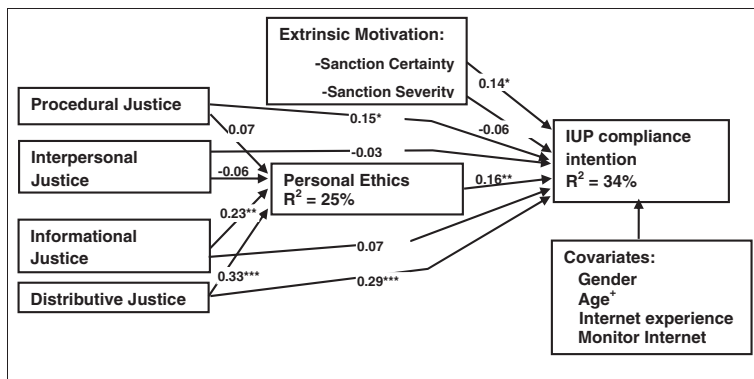 Extrinsic Motivation:
-Sanction Certainty
-Sanction Severity
0.14*
Procedural Justice
0.07
0.15*
-0.06
IUP compliance
intention
R² = 34%
Interpersonal
Justice
-0.03
-0.06
Personal Ethics
R² = 25%
0.16**
0.23**
Informational
Justice
0.07
0.33***
Distributive Justice
0.29***
Covariates:
Gender
Age⁺
Internet experience
Monitor Internet